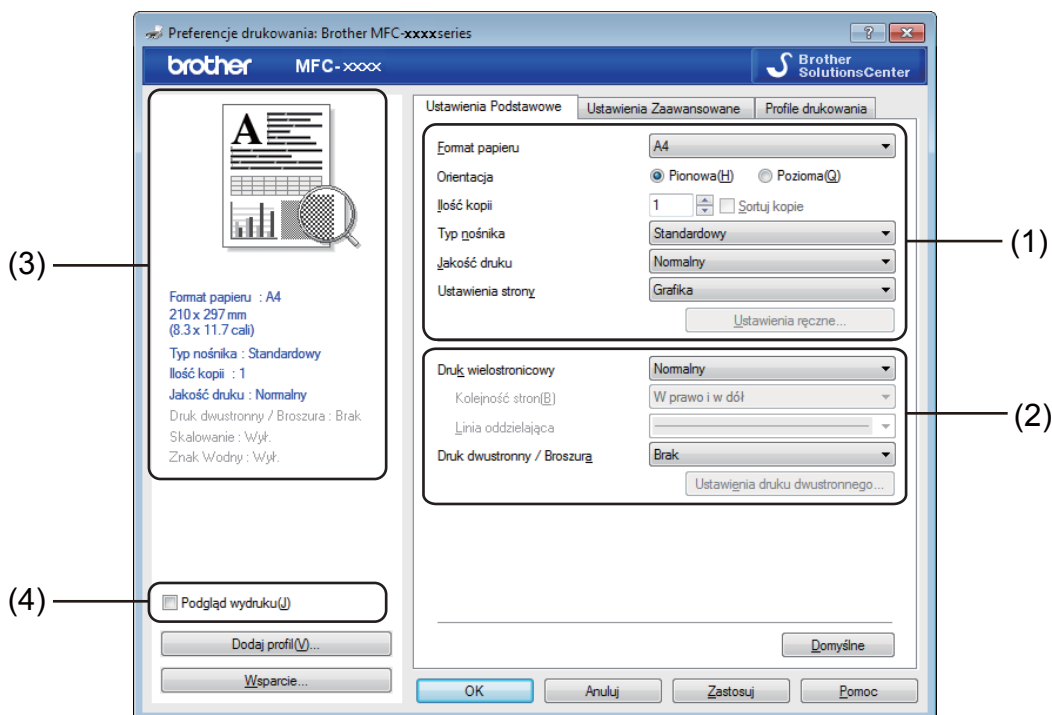 Preferencje drukowania: Brother MFC-xxxxseries
brother MFC-xxxx
Brother
SolutionsCenter
A
Format papieru : A4
210 x 297 mm
(8.3 x 11.7 cali)
Typ nośnika : Standardowy
Ilość kopii : 1
Jakość druku : Normalny
Druk dwustronny / Broszura : Brak
Skalowanie : Wył.
Znak Wodny : Wył.
(3)
Podgląd wydruku(J)
(4)
Dodaj profil(V)...
Wsparcie...
Ustawienia Podstawowe Ustawienia Zaawansowane Profile drukowania
Format papieru A4
Orientacja Pionowa(H) Pozioma(Q)
Ilość kopii 1 Sortuj kopie
Typ nośnika Standardowy
Jakość druku Normalny
Ustawienia strony Grafika
Ustawienia ręczne...
(1)
Druk wielostronicowy Normalny
Kolejność stron(B) W prawo i w dół
Linia oddzielająca
Druk dwustronny / Broszura Brak
Ustawienia druku dwustronnego...
(2)
Domyślne
OK Anuluj Zastosuj Pomoc